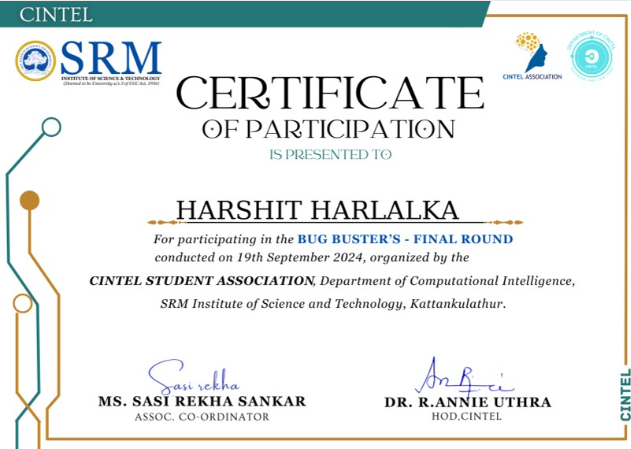 CINTEL
SRM
INSTITUTE OF SCIENCE & TECHNOLOGY
(Deemed to be University u/s 3 of UGC Act, 1956)
CINTEL ASSOCIATION
DEPARTMENT OF CINTEL
CERTIFICATE
OF PARTICIPATION
IS PRESENTED TO
HARSHIT HARLALKA
For participating in the BUG BUSTER'S - FINAL ROUND
conducted on 19th September 2024, organized by the
CINTEL STUDENT ASSOCIATION, Department of Computational Intelligence,
SRM Institute of Science and Technology, Kattankulathur.
Sasi rekha
MS. SASI REKHA SANKAR
ASSOC. CO-ORDINATOR
DR. R.ANNIE UTHRA
HOD,CINTEL
CINTEL